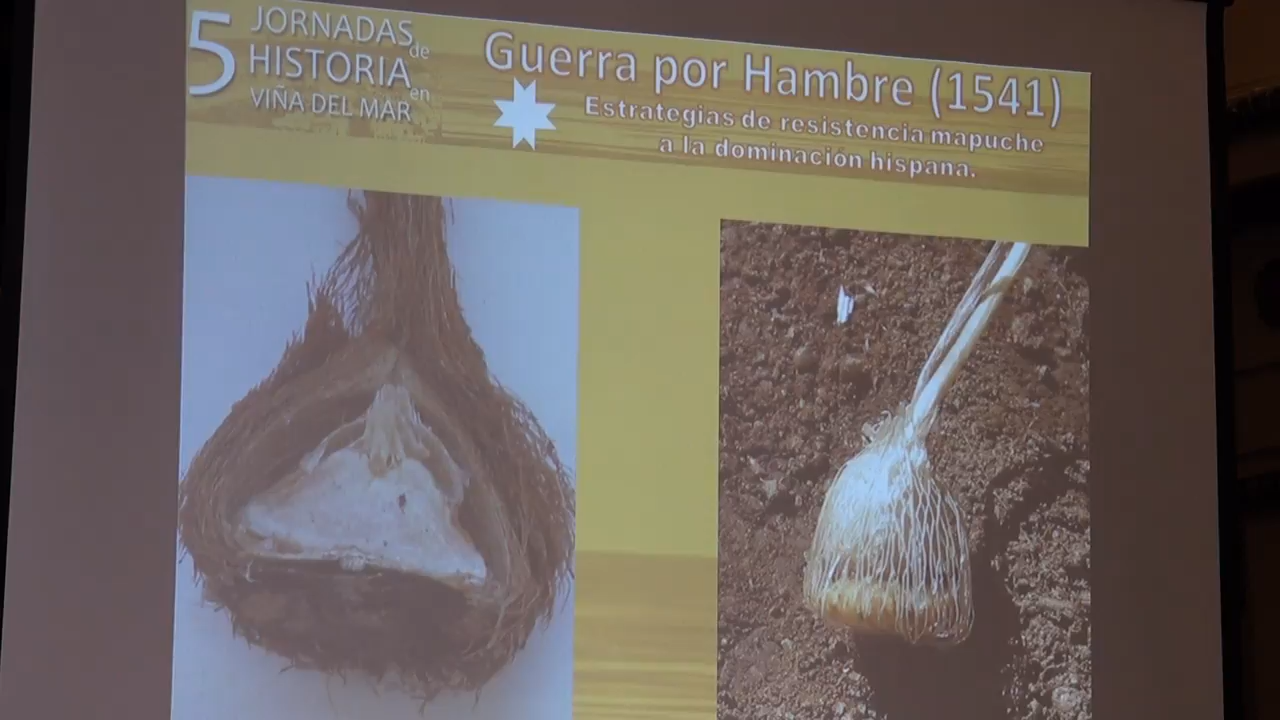 5 JORNADAS de
HISTORIA en
VIÑA DEL MAR
Guerra por Hambre (1541)
Estrategias de resistencia mapuche
a la dominación hispana.